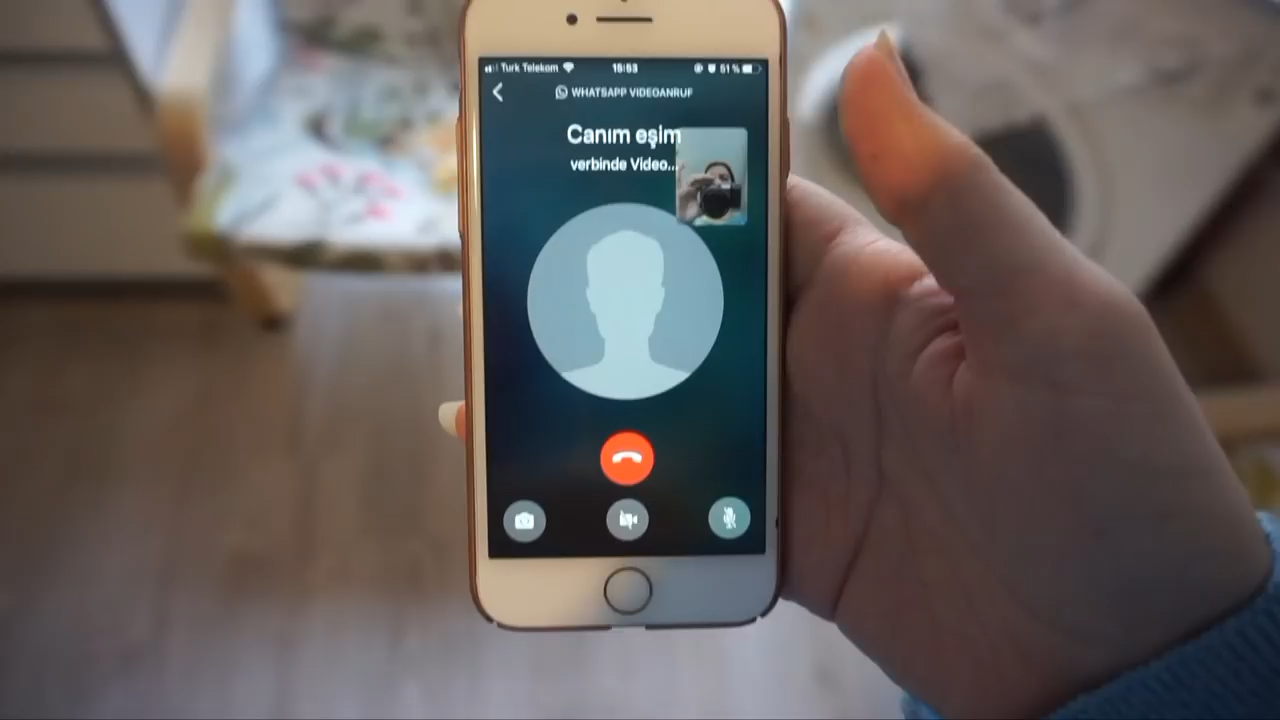 Turk Telekom 15:53 51 %
WHATSAPP VIDEOANRUF
Canım eşim
verbinde Video...